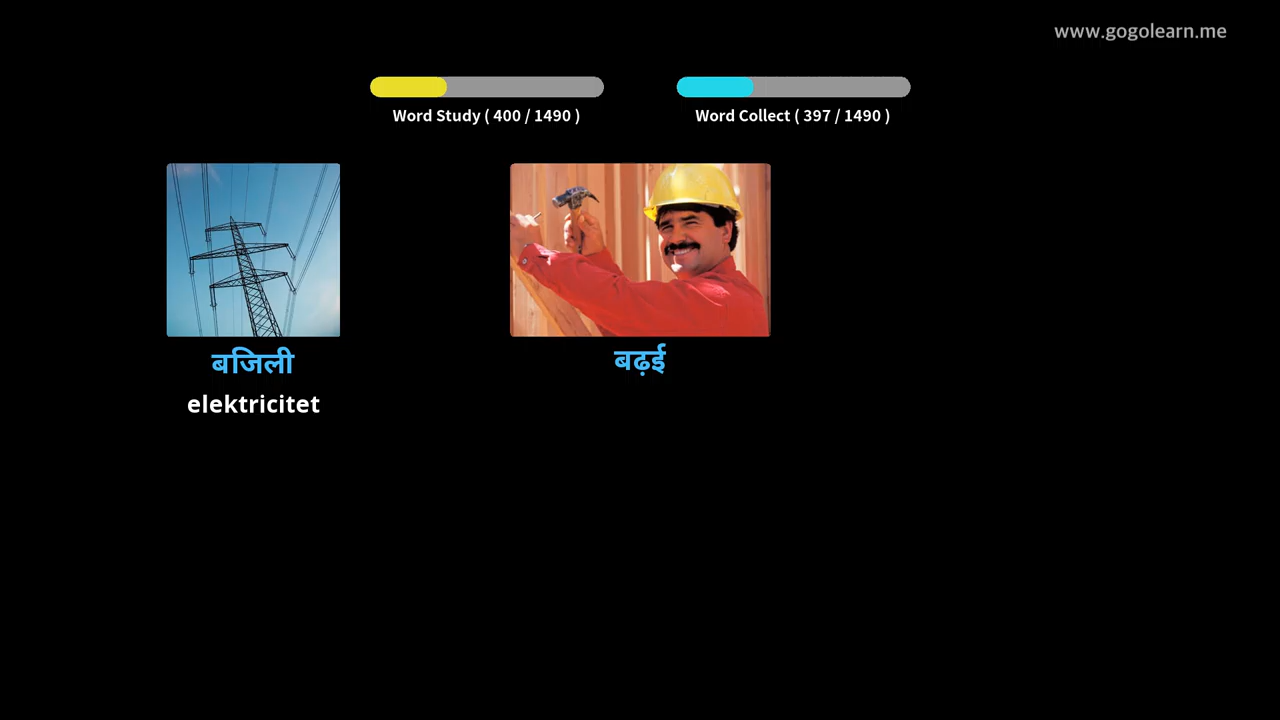 www.gogolearn.me
Word Study ( 400 / 1490 )
Word Collect ( 397 / 1490 )
बजिली
elektricitet
बढ़ई